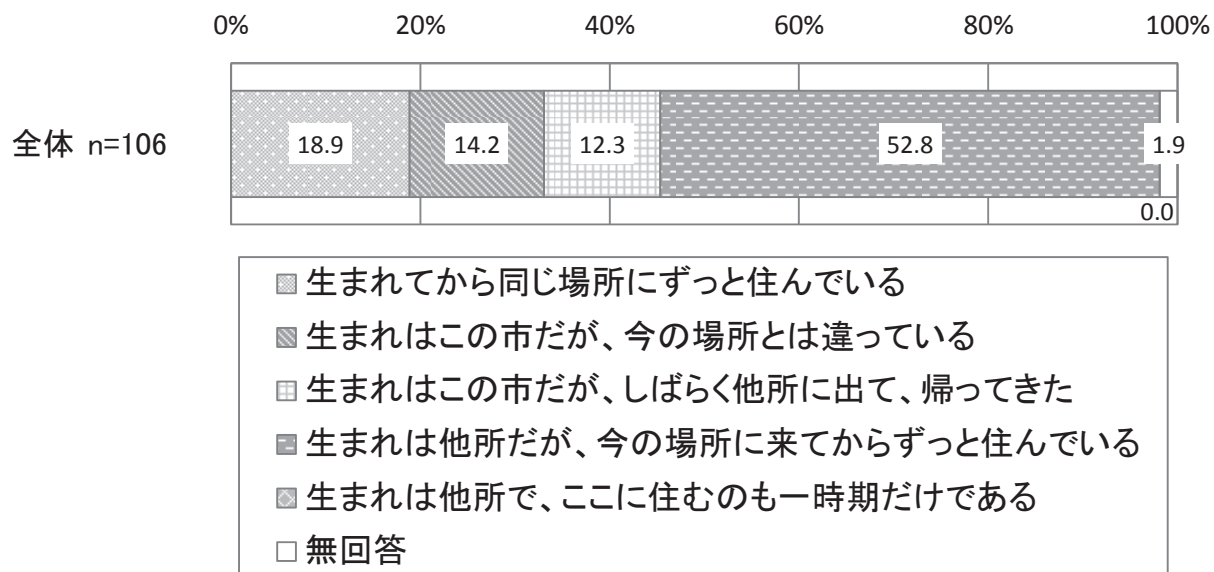 0% 20% 40% 60% 80% 100%
全体 n=106
18.9 14.2 12.3 52.8 1.9
0.0
生まれてから同じ場所にずっと住んでいる
生まれはこの市だが、今の場所とは違っている
生まれはこの市だが、しばらく他所に出て、帰ってきた
生まれは他所だが、今の場所に来てからずっと住んでいる
生まれは他所で、ここに住むのも一時期だけである
無回答